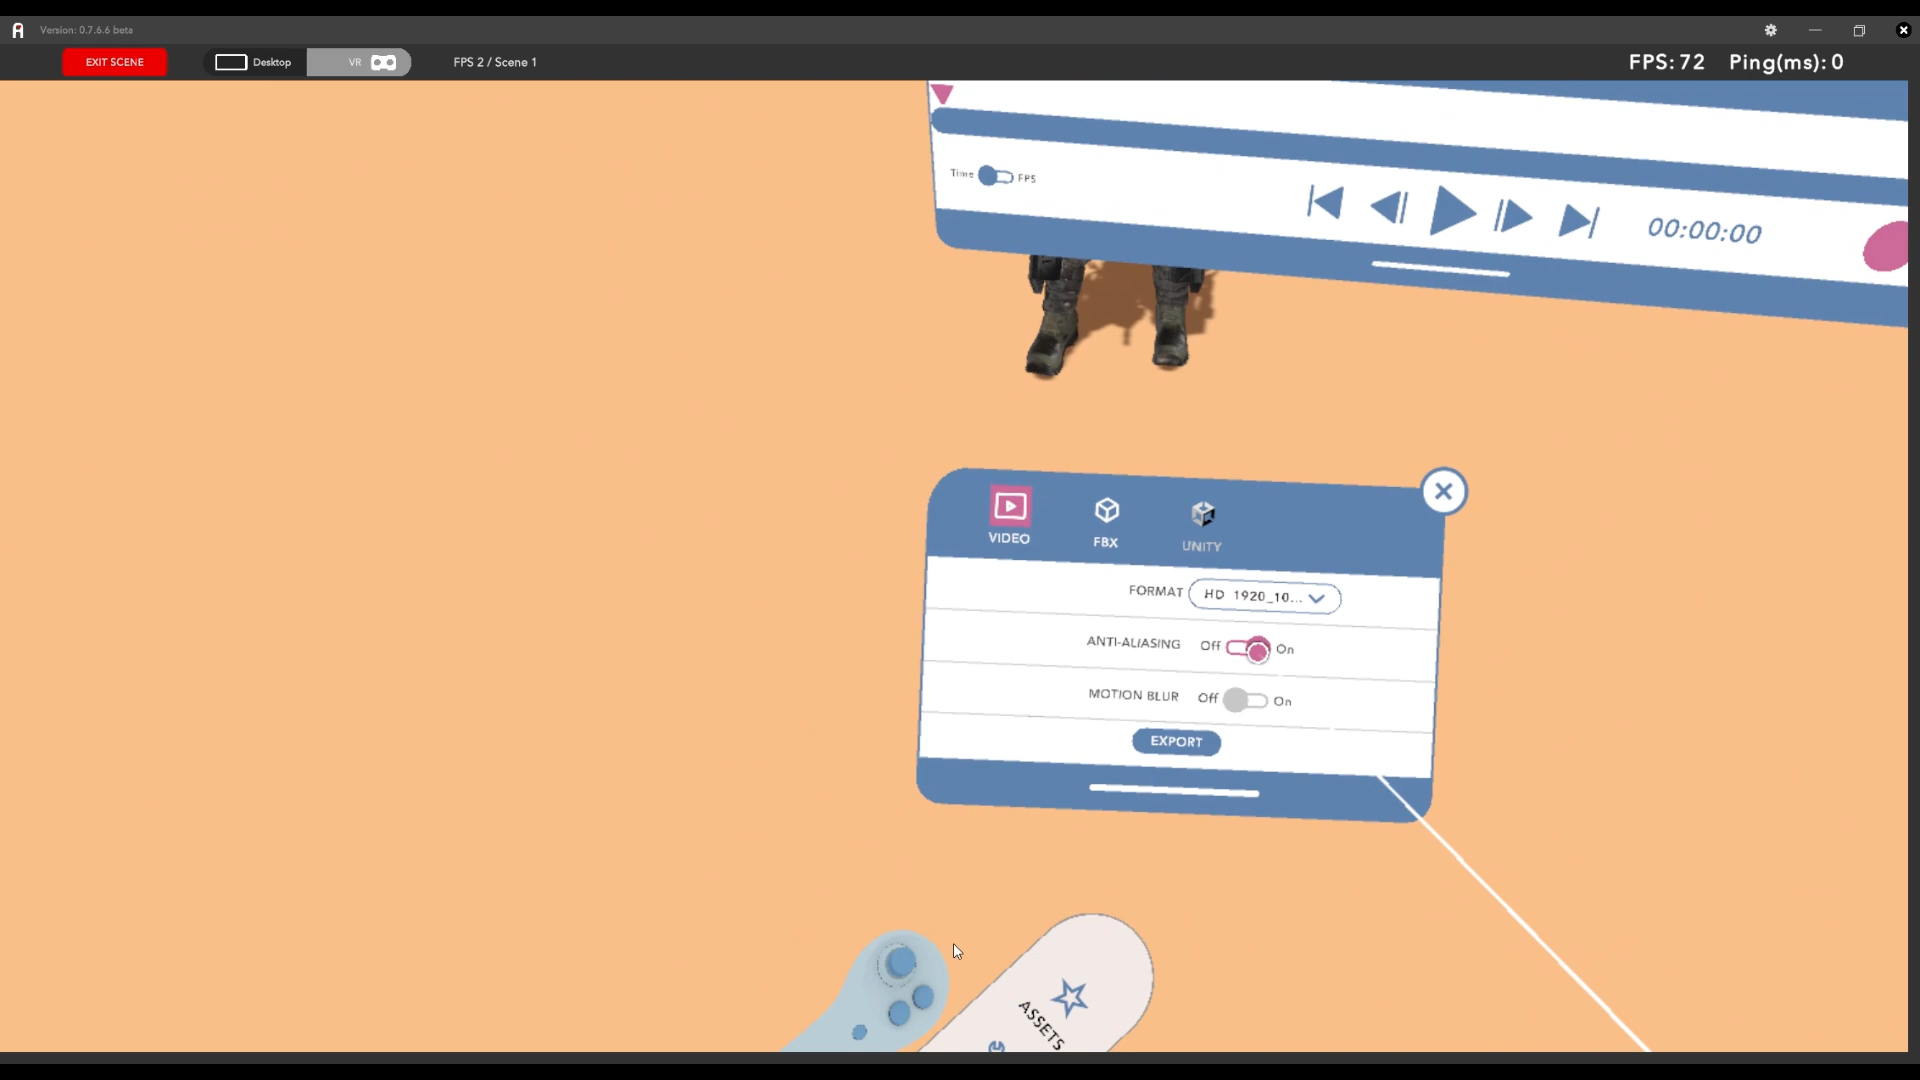 Version: 0.7.6.6 beta
EXIT SCENE
Desktop
VR
FPS 2 / Scene 1
FPS: 72 Ping(ms): 0
Time FPS
00:00:00
VIDEO
FBX
UNITY
FORMAT HD 1920_10...
ANTI-ALIASING Off On
MOTION BLUR Off On
EXPORT
ASSETS